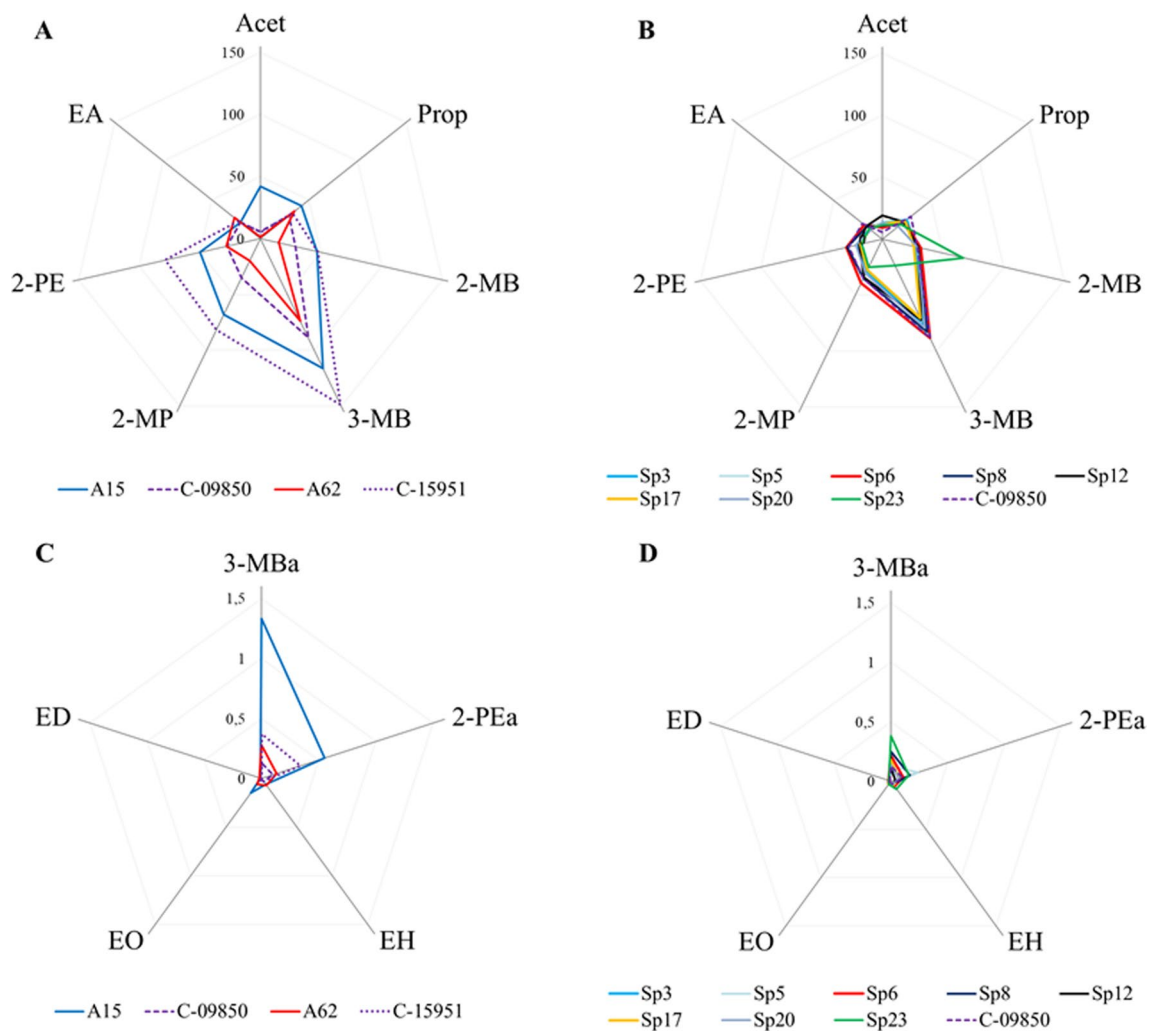 A
Acet
150
100
50
0
EA
Prop
2-PE
2-MB
2-MP
3-MB
A15 C-09850 A62 C-15951
B
Acet
150
100
50
0
EA
Prop
2-PE
2-MB
2-MP
3-MB
Sp3 Sp5 Sp6 Sp8 Sp12
Sp17 Sp20 Sp23 C-09850
C
3-MBa
1,5
1
0,5
0
ED
2-PEa
EO
EH
A15 C-09850 A62 C-15951
D
3-MBa
1,5
1
0,5
0
ED
2-PEa
EO
EH
Sp3 Sp5 Sp6 Sp8 Sp12
Sp17 Sp20 Sp23 C-09850